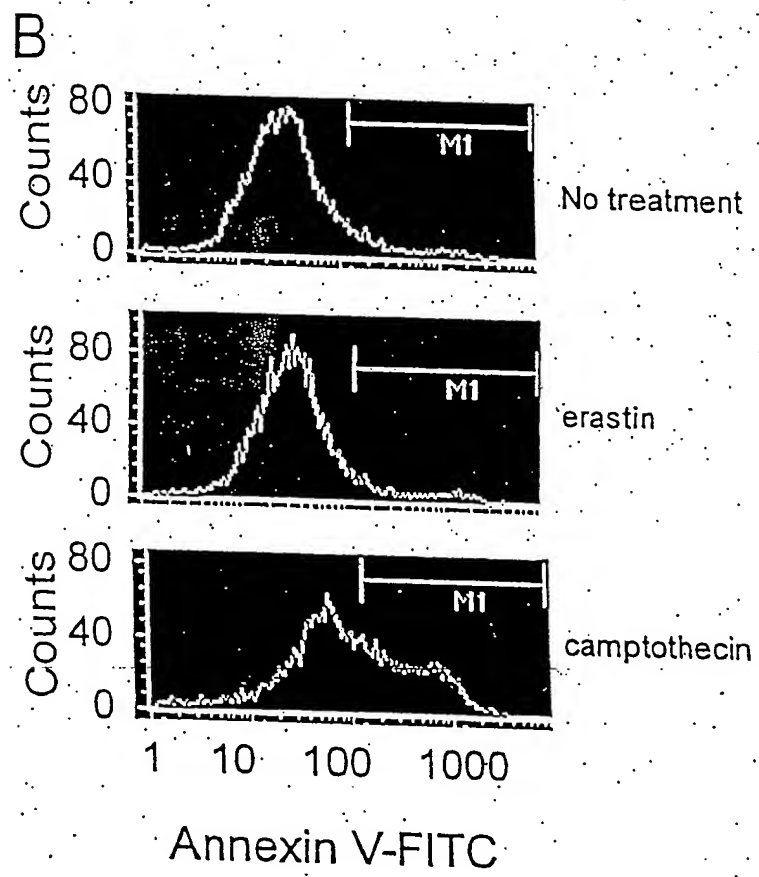 B
Counts
80
40
0
M1
No treatment
Counts
80
40
0
M1
erastin
Counts
80
40
0
M1
camptothecin
1 10 100 1000
Annexin V-FITC